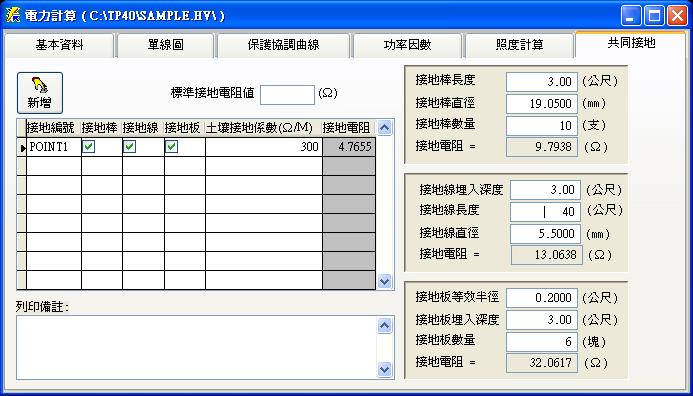 電力計算 ( C:\TP40\SAMPLE.HV\ )
基本資料 單線圖 保護協調曲線 功率因數 照度計算 共同接地
新增
標準接地電阻值 (Ω)
接地編號 接地棒 接地線 接地板 土壤接地係數(Ω/M) 接地電阻
POINT1 300 4.7655
列印備註:
接地棒長度 3.00 (公尺)
接地棒直徑 19.0500 (mm)
接地棒數量 10 (支)
接地電阻 = 9.7938 (Ω)
接地線埋入深度 3.00 (公尺)
接地線長度 40 (公尺)
接地線直徑 5.5000 (mm)
接地電阻 = 13.0638 (Ω)
接地板等效半徑 0.2000 (公尺)
接地板埋入深度 3.00 (公尺)
接地板數量 6 (塊)
接地電阻 = 32.0617 (Ω)